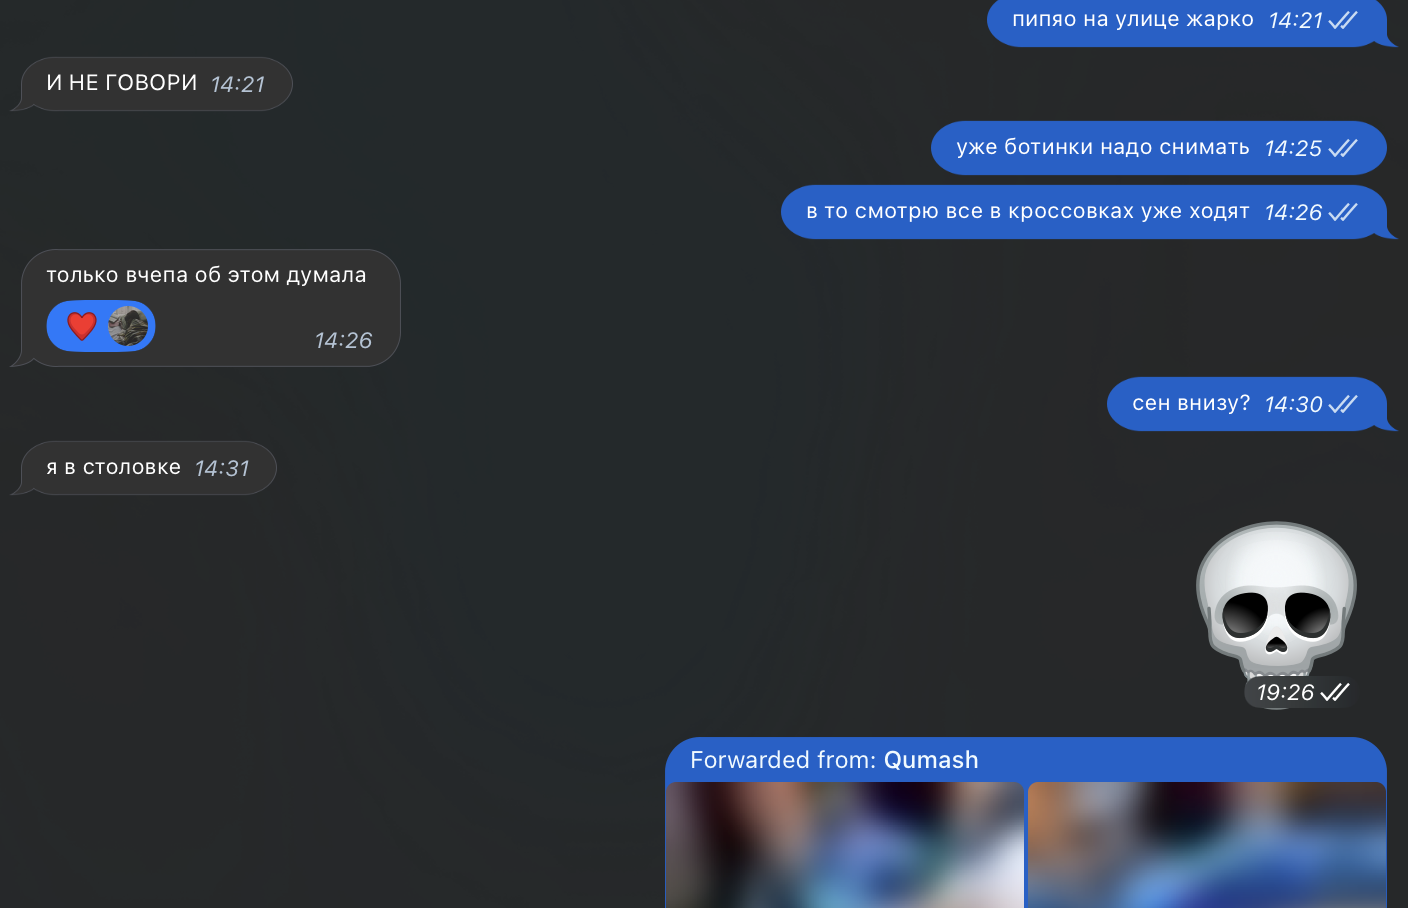 пипяо на улице жарко 14:21
И НЕ ГОВОРИ 14:21
уже ботинки надо снимать 14:25
в то смотрю все в кроссовках уже ходят 14:26
только вчепа об этом думала
14:26
сен внизу? 14:30
я в столовке 14:31
19:26
Forwarded from: Qumash